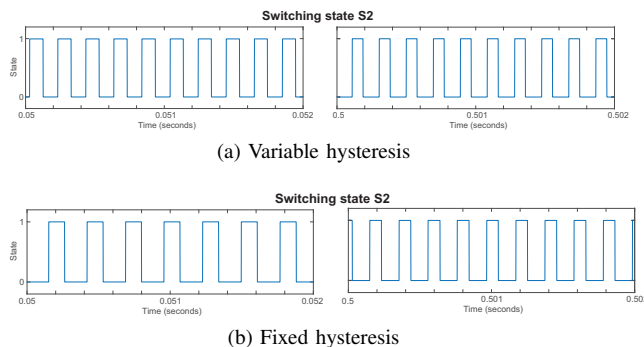 Switching state S2
1
State
0
0.05
0.051
0.052
Time (seconds)
0.501
0.502
Time (seconds)
(a) Variable hysteresis
Switching state S2
1
State
0
0.05
0.051
0.052
Time (seconds)
0.5
0.501
0.50
Time (seconds)
(b) Fixed hysteresis